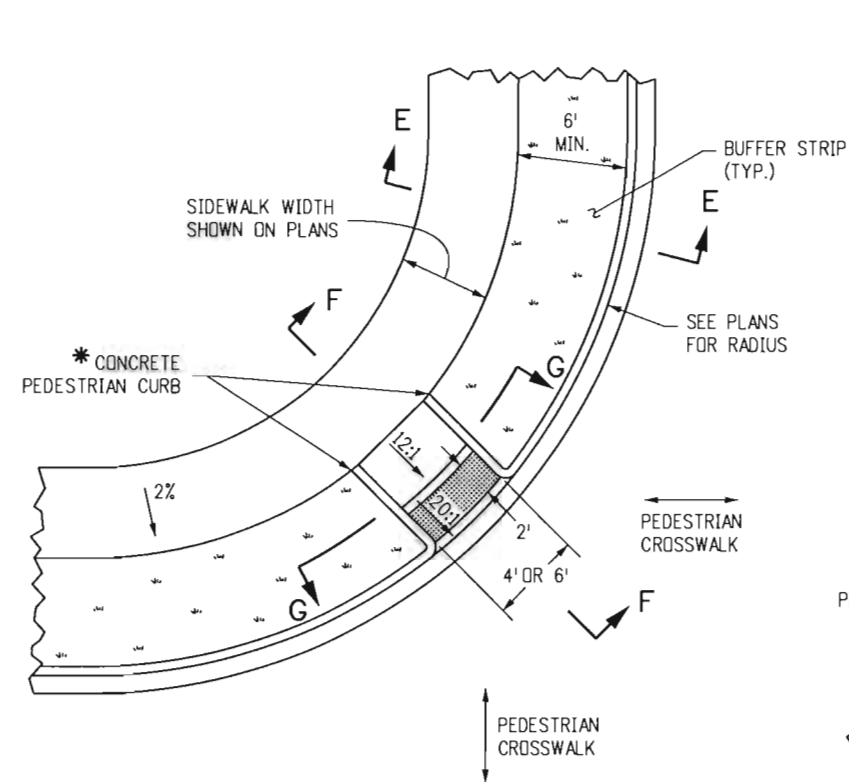 E
6'
MIN.
BUFFER STRIP
(TYP.)
SIDEWALK WIDTH
SHOWN ON PLANS
E
F
SEE PLANS
FOR RADIUS
* CONCRETE
PEDESTRIAN CURB
G
12:1
2%
20:1
2'
PEDESTRIAN
CROSSWALK
4' OR 6'
G
F
P
PEDESTRIAN
CROSSWALK